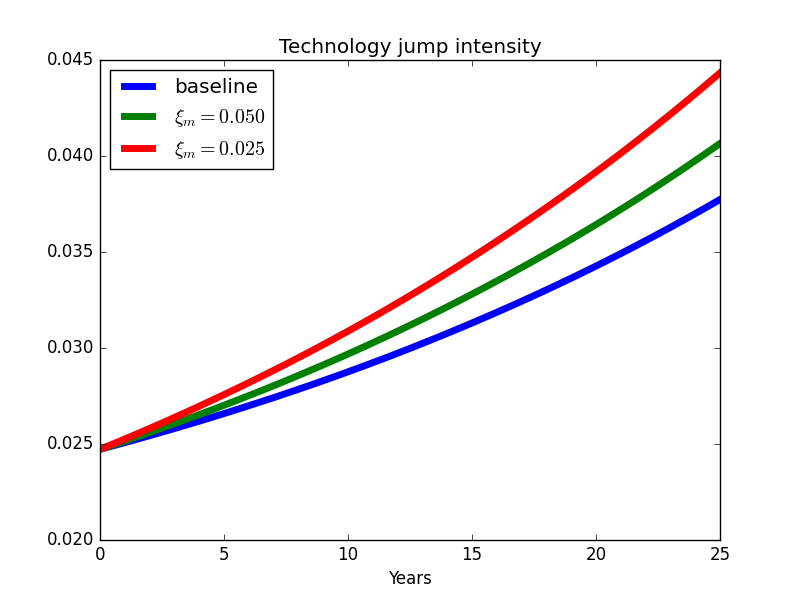 Technology jump intensity
0.045
0.040
0.035
0.030
0.025
0.020
baseline
ξₘ = 0.050
ξₘ = 0.025
0 5 10 15 20 25
Years